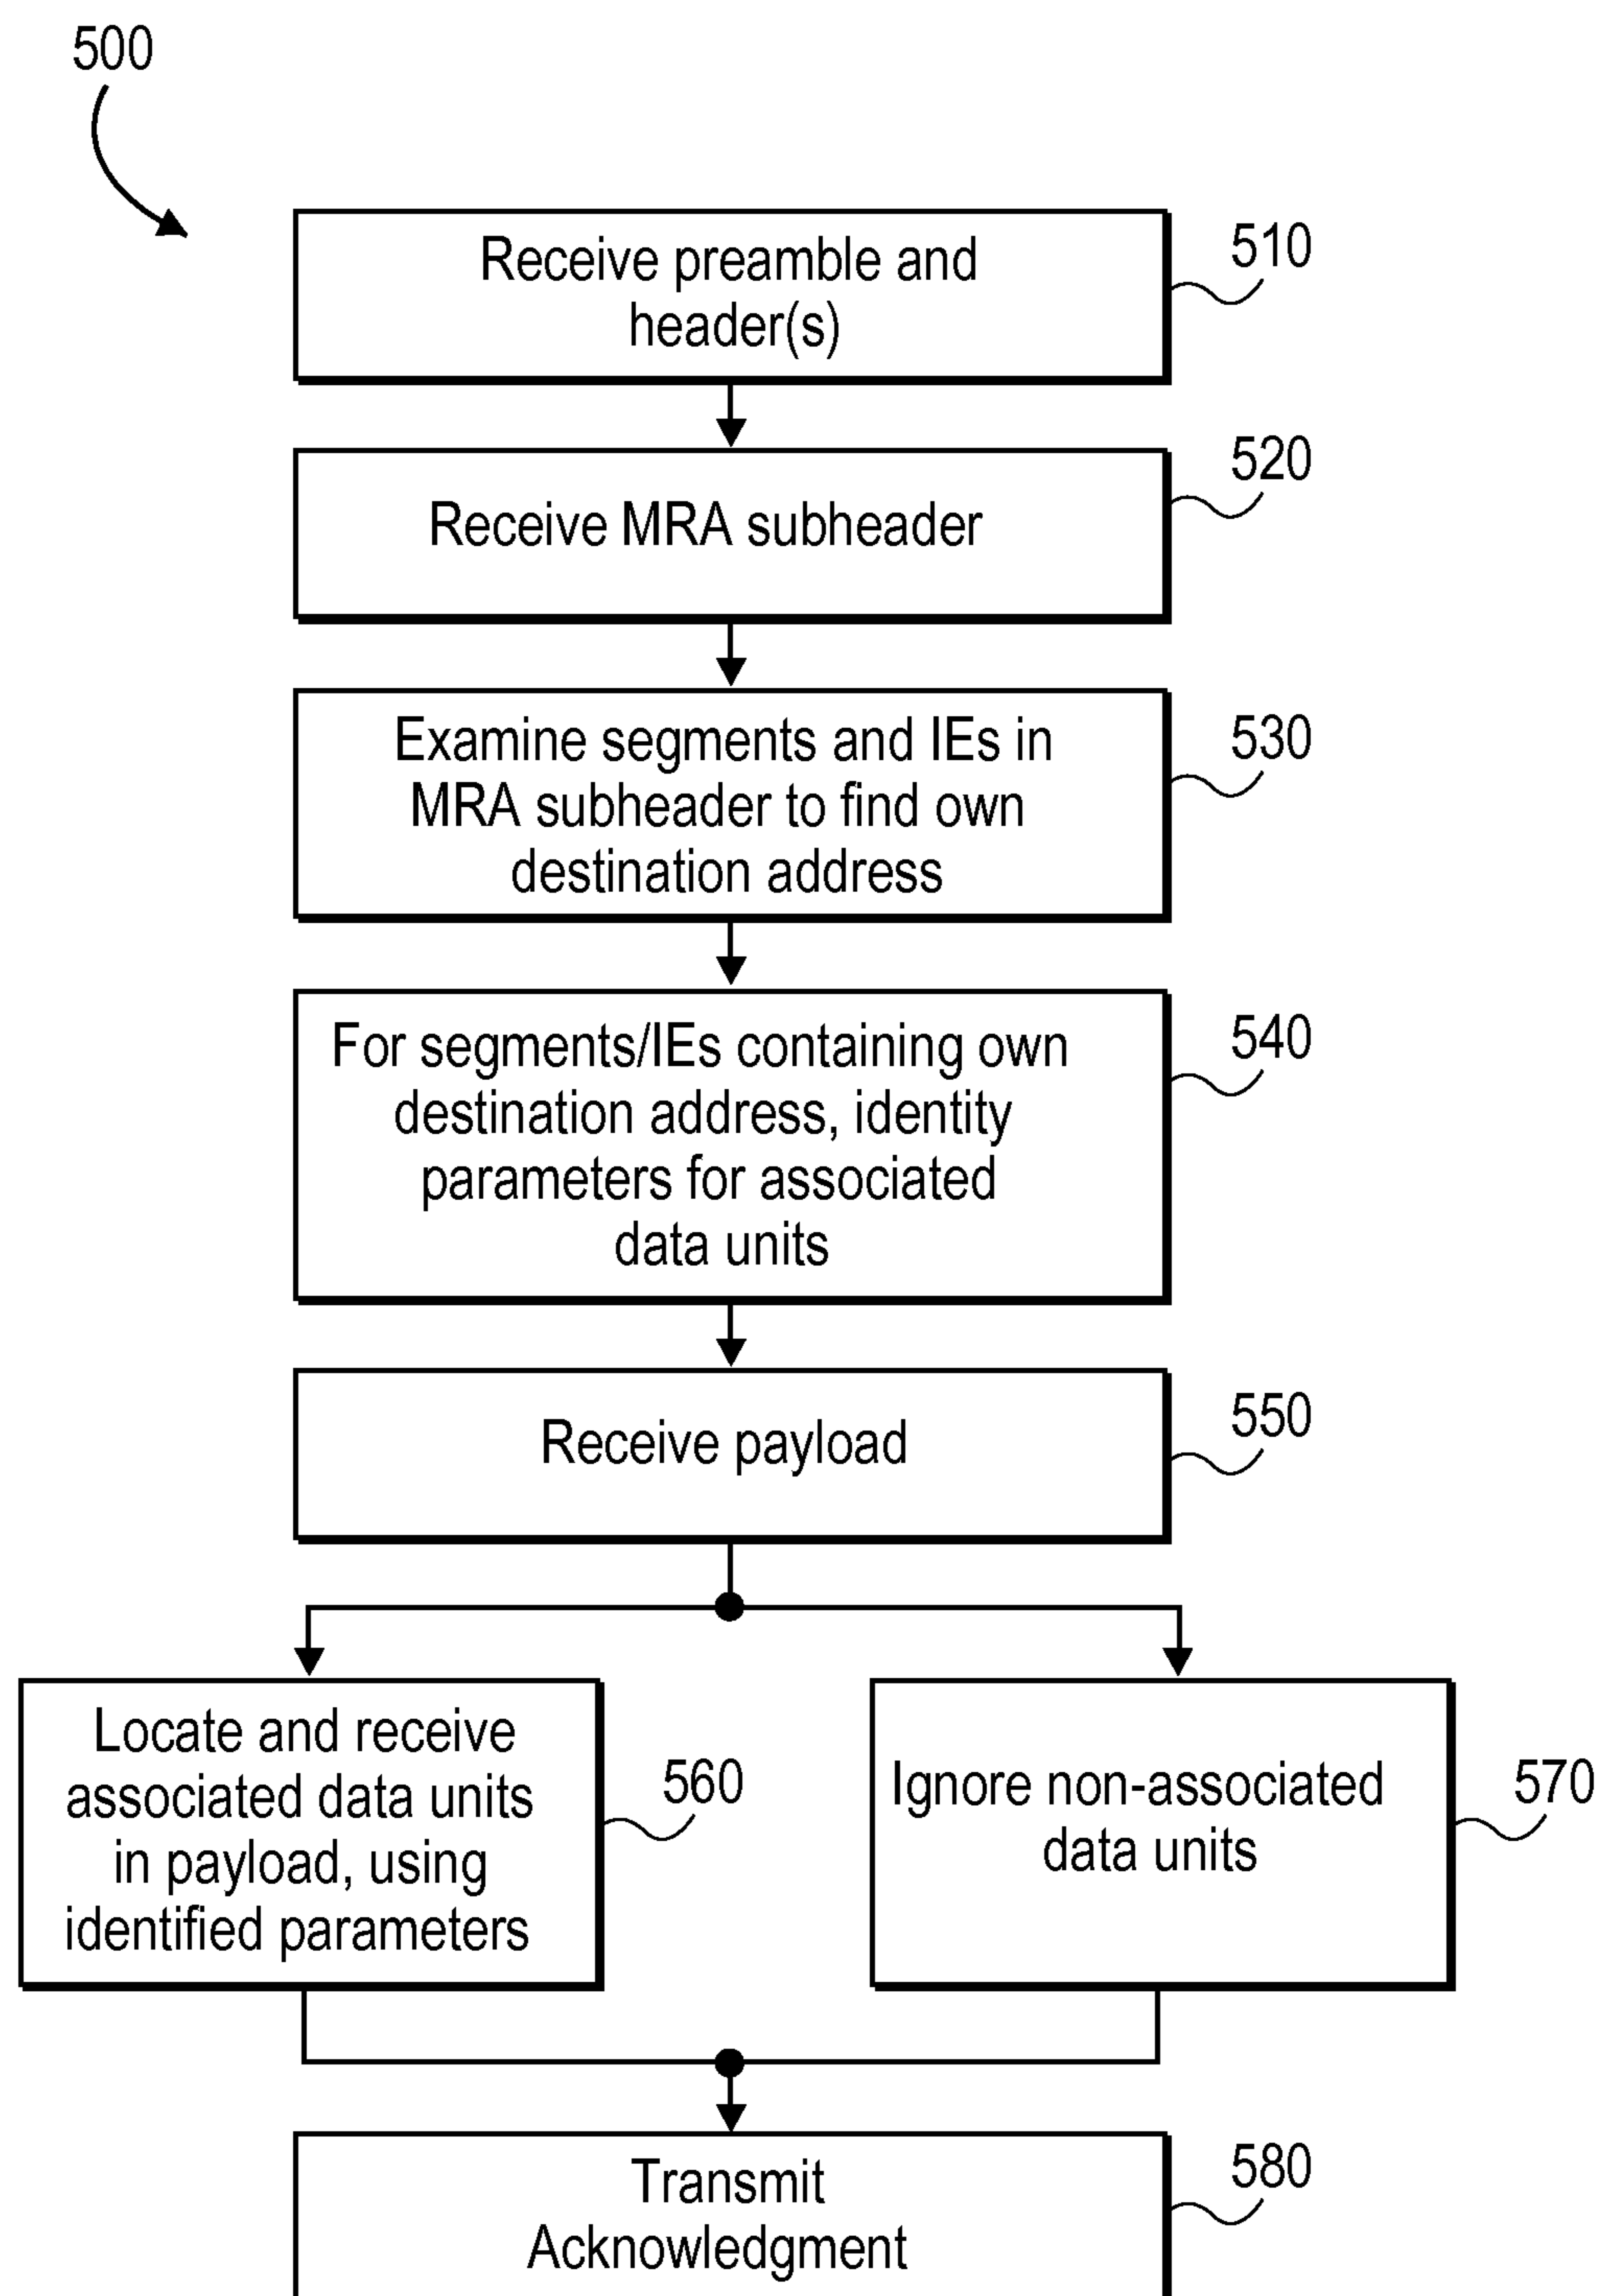 500
Receive preamble and
header(s)
510
Receive MRA subheader
520
Examine segments and IEs in
MRA subheader to find own
destination address
530
For segments/IEs containing own
destination address, identity
parameters for associated
data units
540
Receive payload
550
Locate and receive
associated data units
in payload, using
identified parameters
560
Ignore non-associated
data units
570
Transmit
Acknowledgment
580